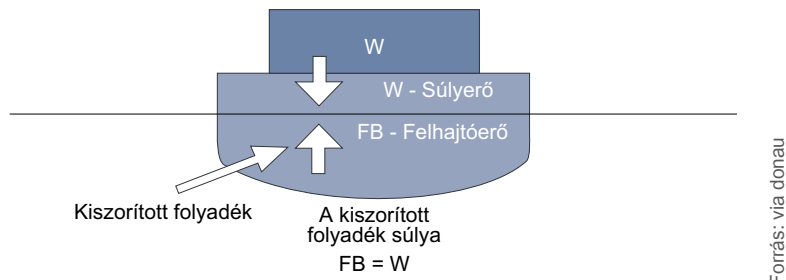 W
W - Súlyerő
FB - Felhajtóerő
Kiszorított folyadék
A kiszorított
folyadék súlya
FB = W
Forrás: via donau